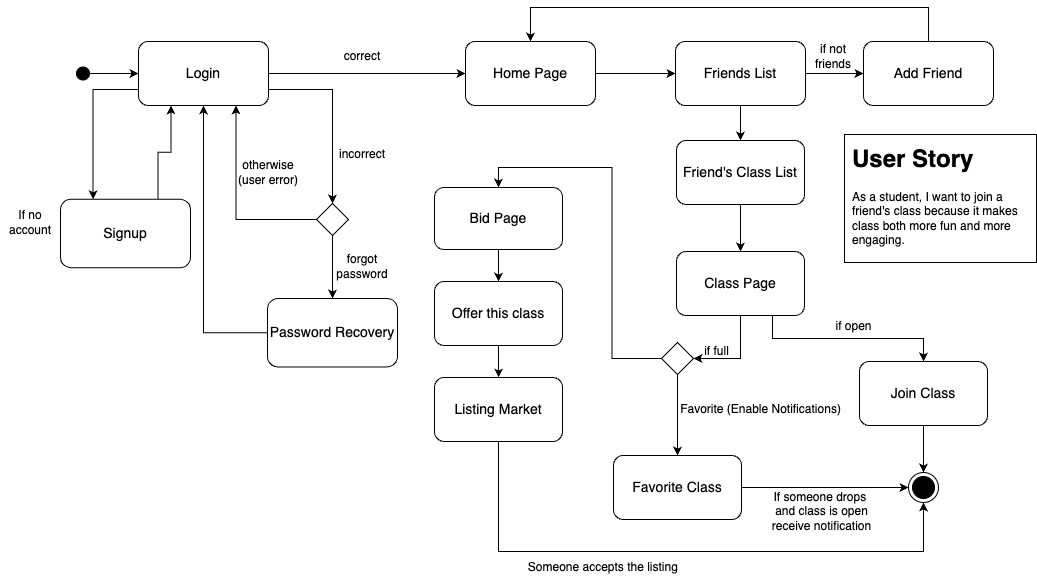 Login
correct
Home Page
Friends List
if not
friends
Add Friend
User Story
As a student, I want to join a
friend's class because it makes
class both more fun and more
engaging.
incorrect
otherwise
(user error)
Friend's Class List
If no
account
Signup
Bid Page
forgot
password
Class Page
Password Recovery
Offer this class
if open
if full
Join Class
Listing Market
Favorite (Enable Notifications)
Favorite Class
If someone drops
and class is open
receive notification
Someone accepts the listing